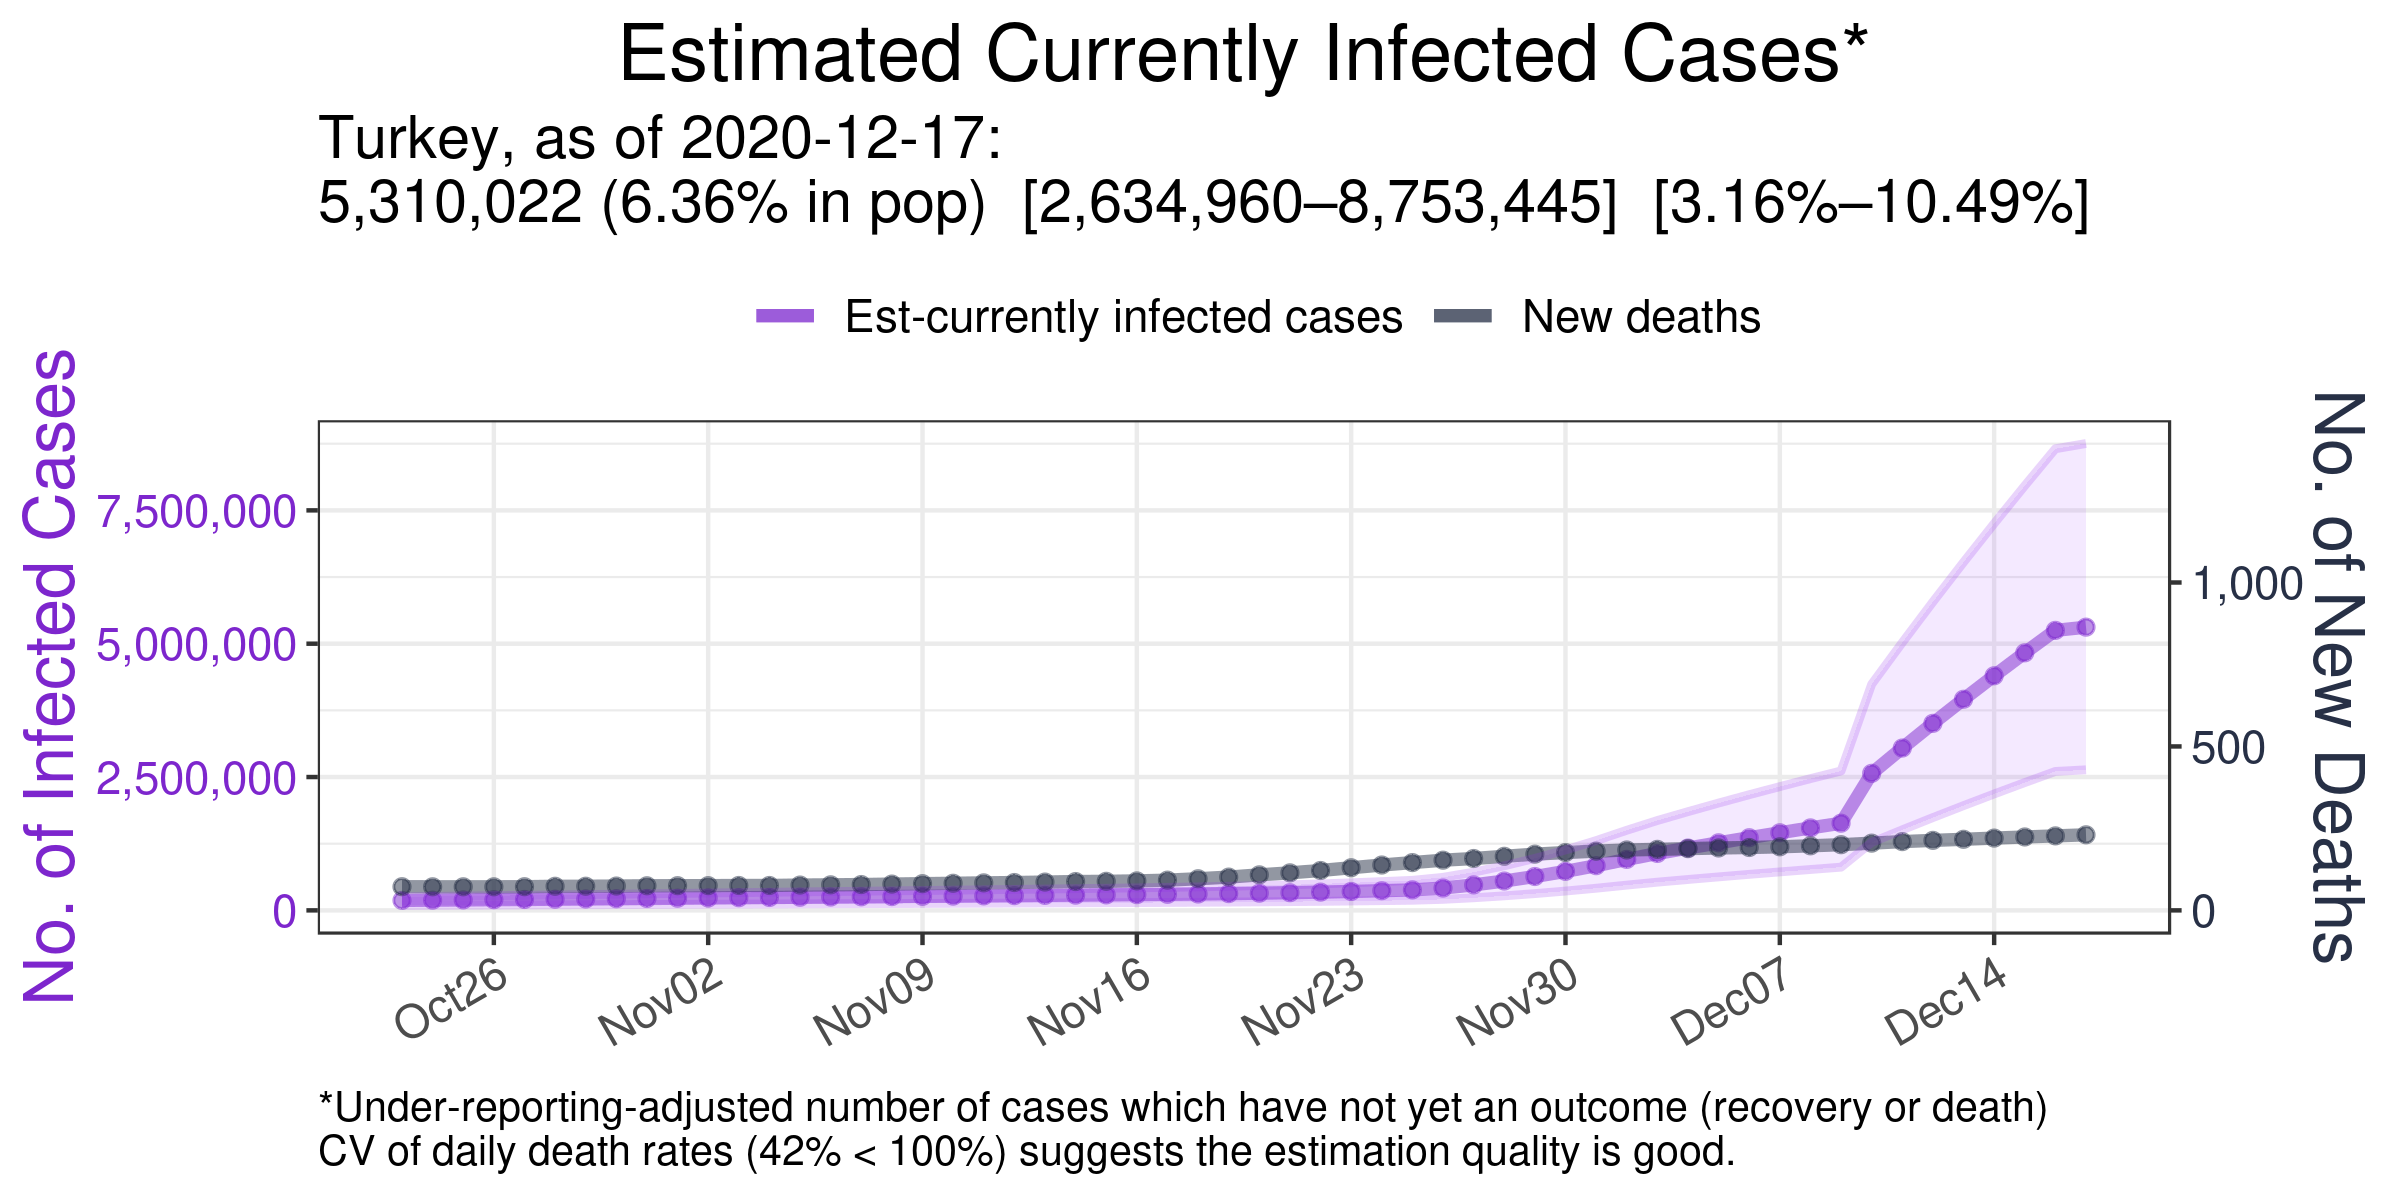 Estimated Currently Infected Cases*
Turkey, as of 2020-12-17:
5,310,022 (6.36% in pop) [2,634,960–8,753,445] [3.16%–10.49%]
Est-currently infected cases
New deaths
No. of Infected Cases
7,500,000
5,000,000
2,500,000
0
1,000
500
0
No. of New Deaths
Oct26
Nov02
Nov09
Nov16
Nov23
Nov30
Dec07
Dec14
*Under-reporting-adjusted number of cases which have not yet an outcome (recovery or death)
CV of daily death rates (42% < 100%) suggests the estimation quality is good.